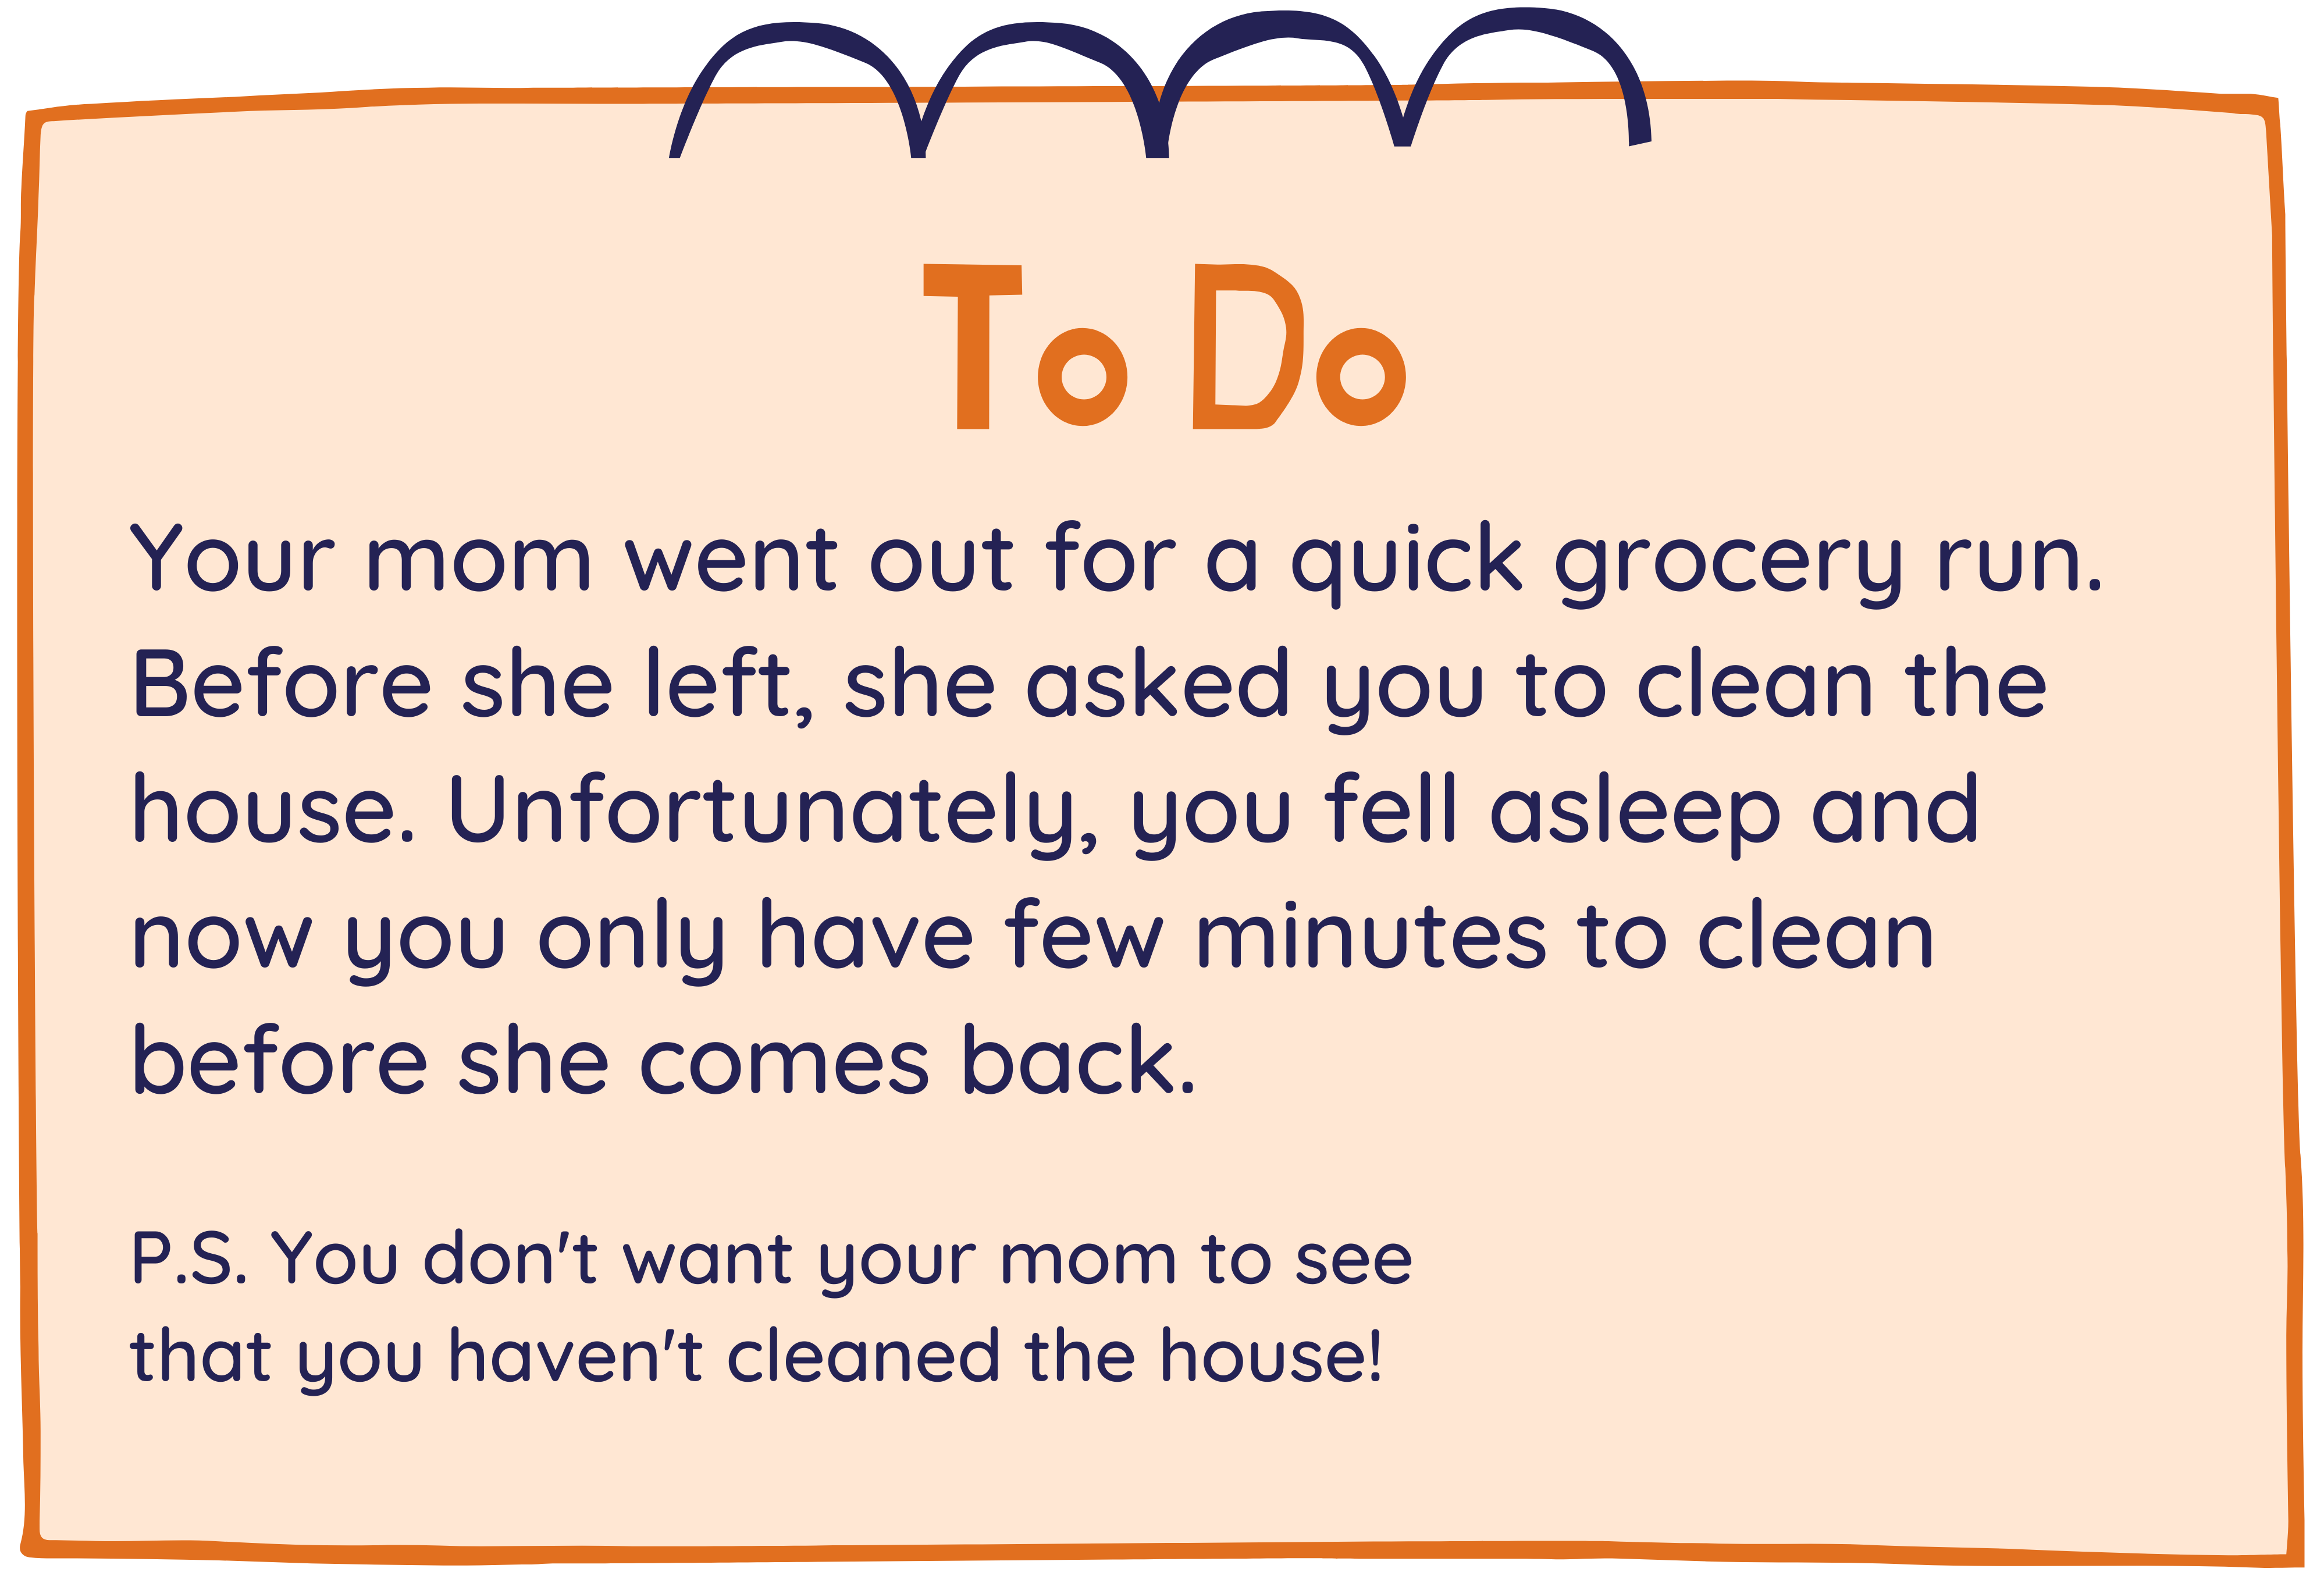 To Do
Your mom went out for a quick grocery run.
Before she left, she asked you to clean the
house. Unfortunately, you fell asleep and
now you only have few minutes to clean
before she comes back.
P.S. You don't want your mom to see
that you haven't cleaned the house!